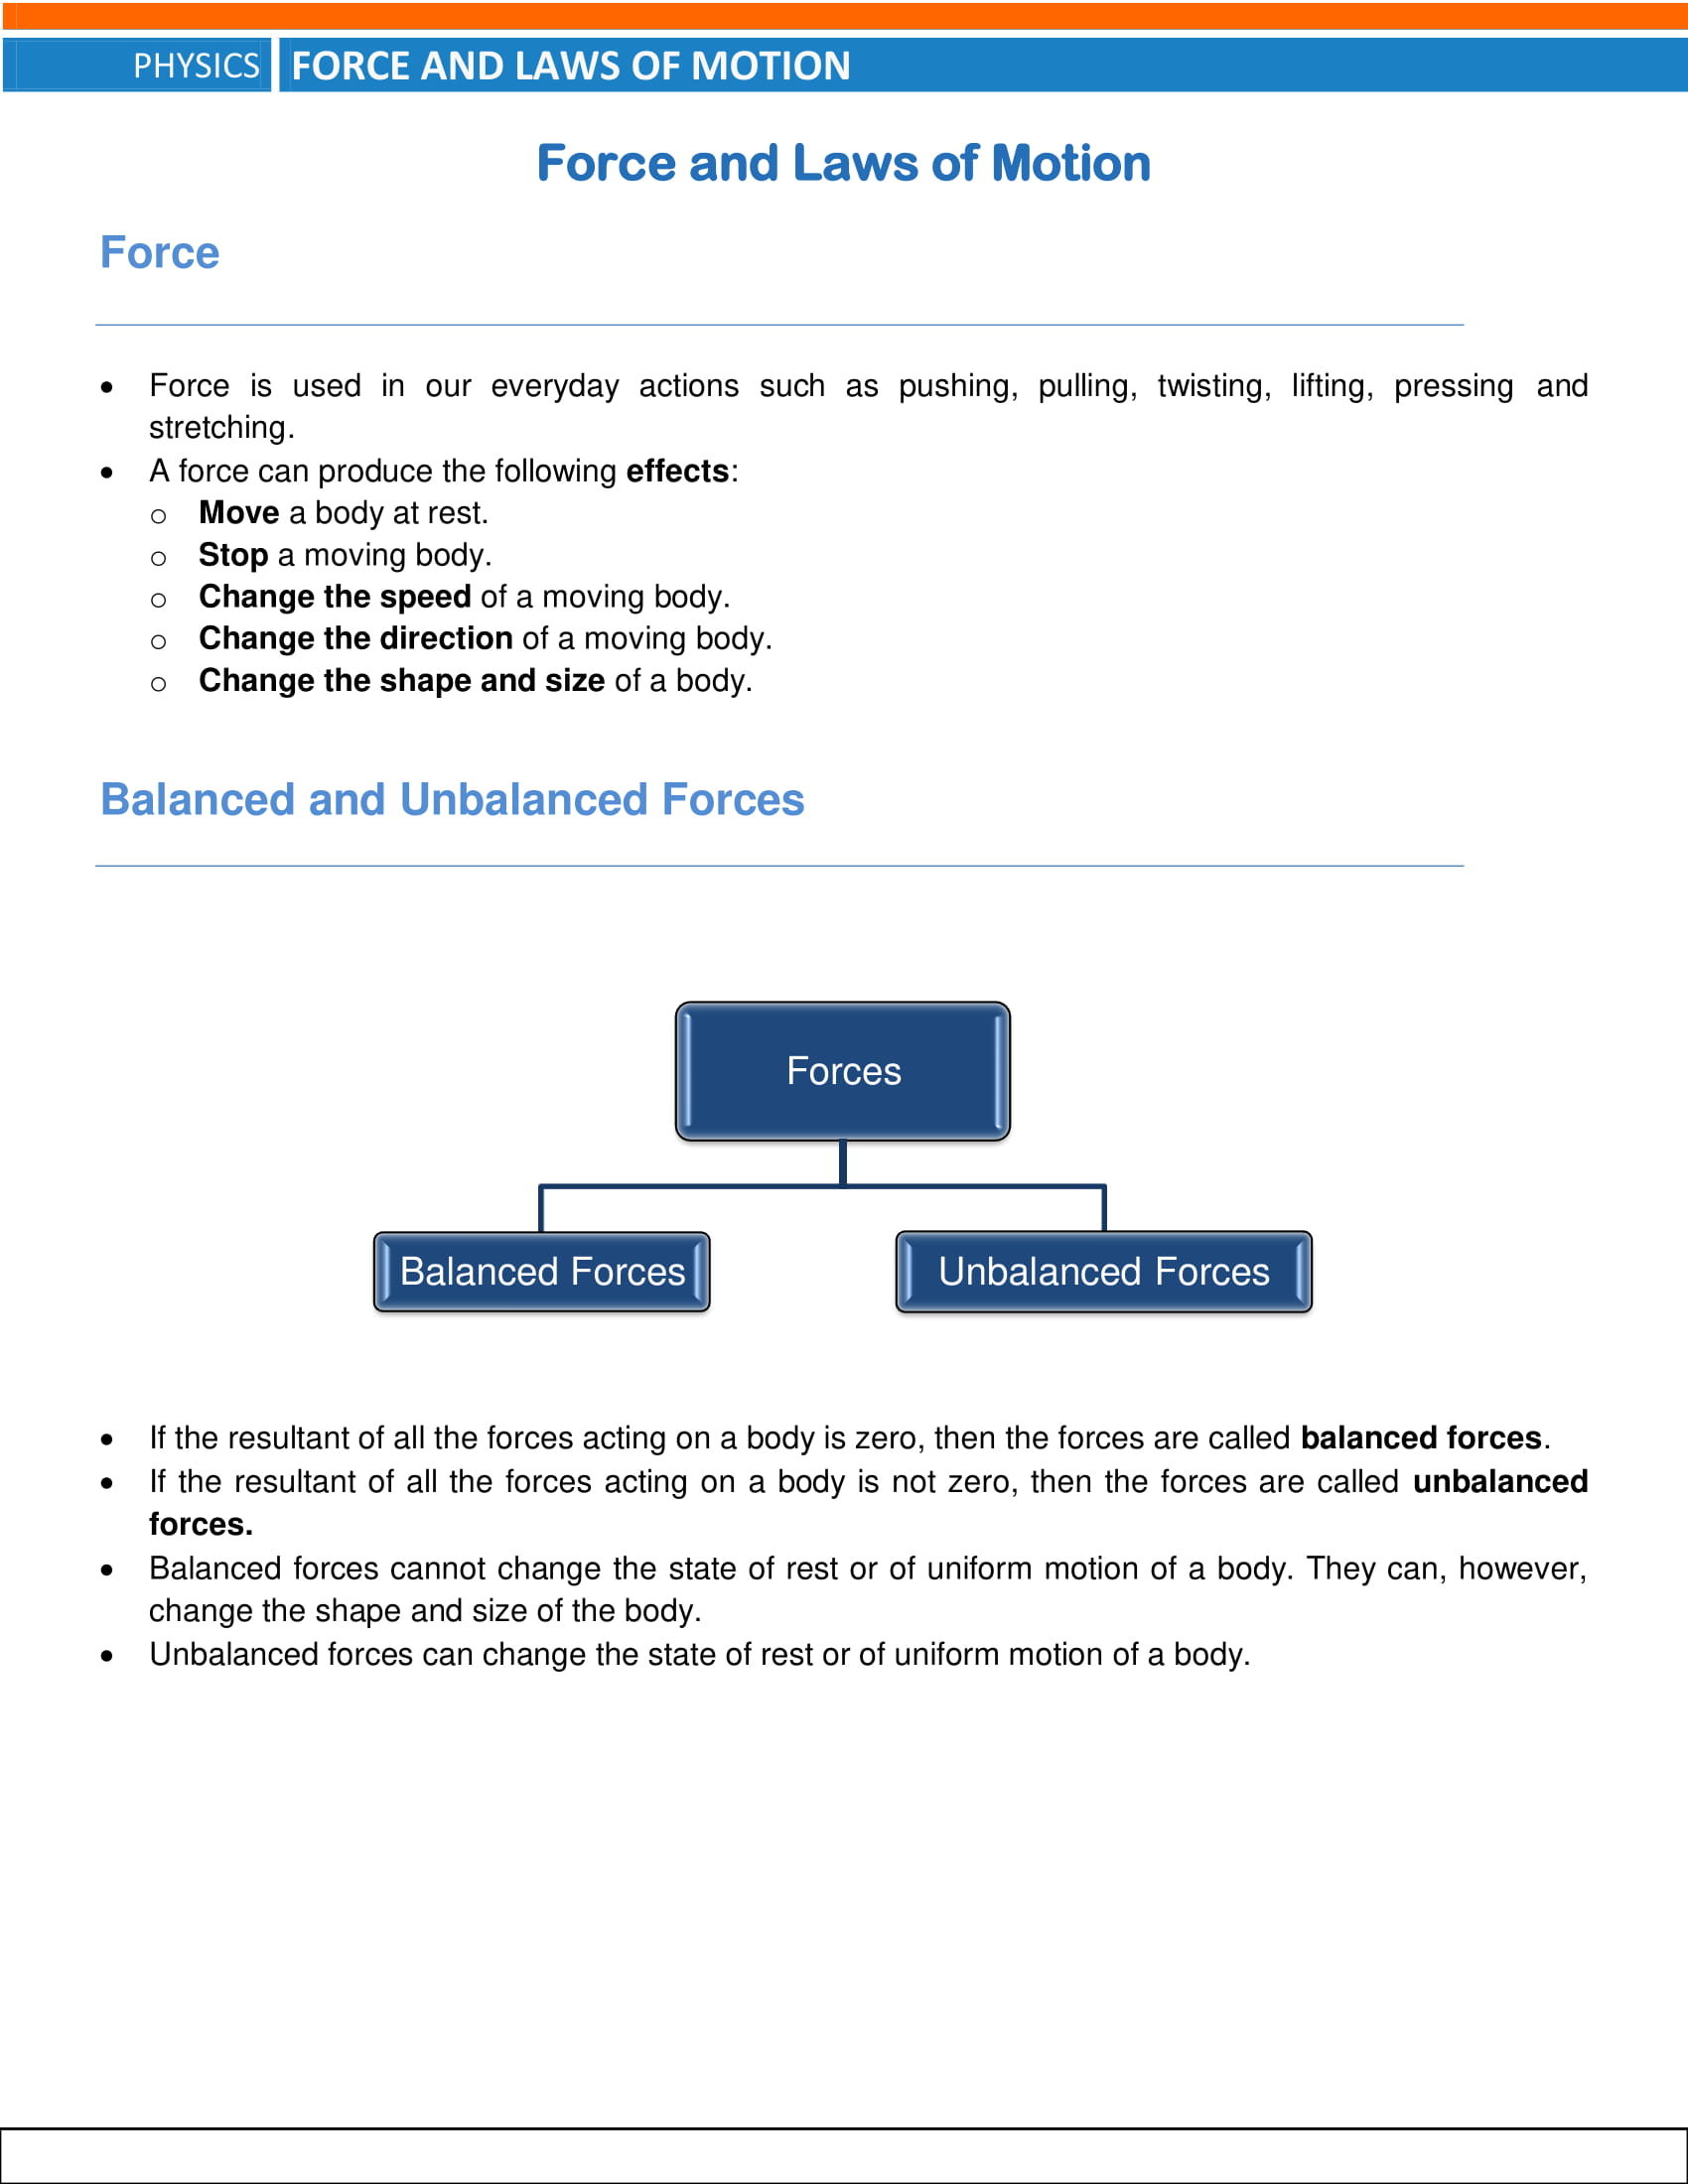 PHYSICS FORCE AND LAWS OF MOTION
Force and Laws of Motion
Force
• Force is used in our everyday actions such as pushing, pulling, twisting, lifting, pressing and
stretching.
• A force can produce the following effects:
o Move a body at rest.
o Stop a moving body.
o Change the speed of a moving body.
o Change the direction of a moving body.
o Change the shape and size of a body.
Balanced and Unbalanced Forces
Forces
Balanced Forces
Unbalanced Forces
• If the resultant of all the forces acting on a body is zero, then the forces are called balanced forces.
• If the resultant of all the forces acting on a body is not zero, then the forces are called unbalanced
forces.
• Balanced forces cannot change the state of rest or of uniform motion of a body. They can, however,
change the shape and size of the body.
• Unbalanced forces can change the state of rest or of uniform motion of a body.